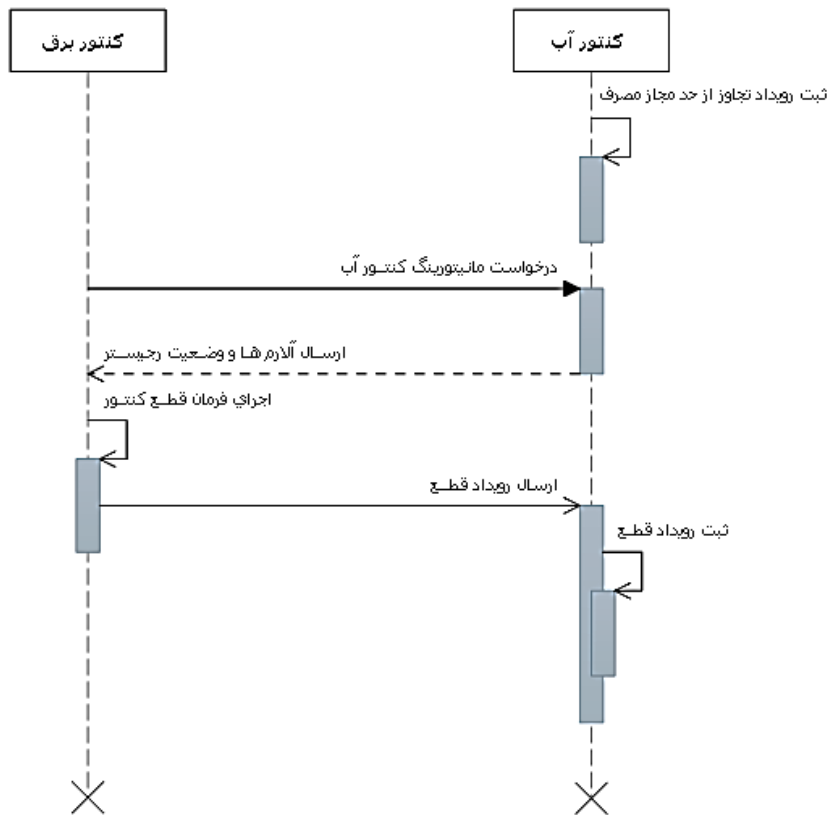 کنتور برق
کنتور آب
ثبت رویداد تجاوز از حد مجاز مصرف
درخواست مانیتورینگ کنتور آب
ارسال آلارم ها و وضعیت رجیستر
اجراي فرمان قطع کنتور
ارسال رویداد قطع
ثبت رویداد قطع